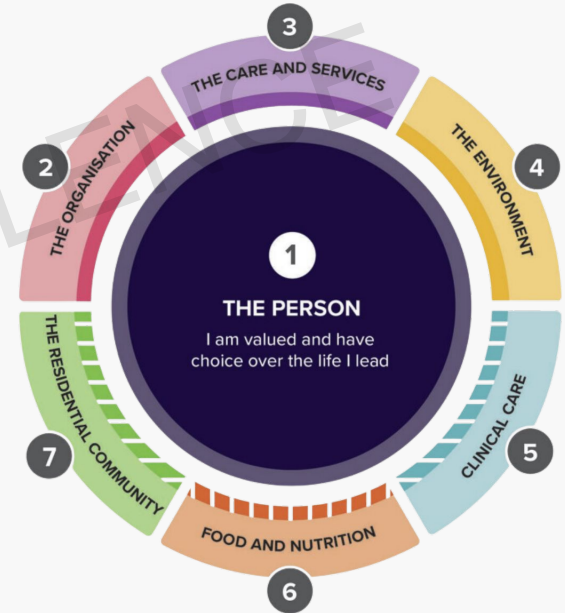 3
THE CARE AND SERVICES
2
THE ORGANISATION
4
THE ENVIRONMENT
1
THE PERSON
I am valued and have
choice over the life I lead
7
THE RESIDENTIAL COMMUNITY
5
CLINICAL CARE
FOOD AND NUTRITION
6